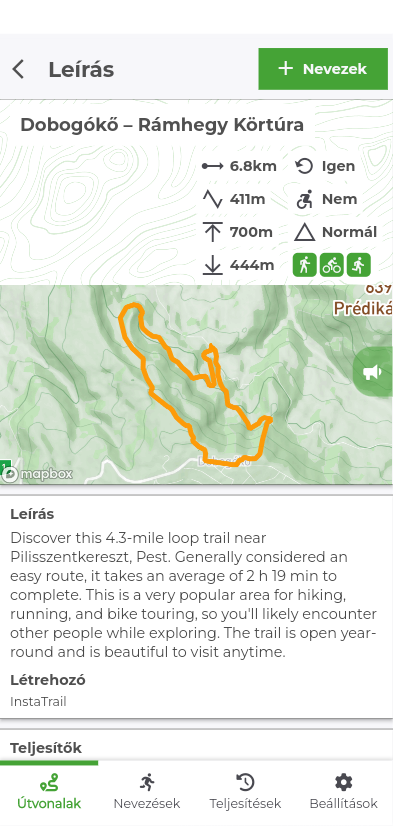 Leírás
+ Nevezek
Dobogókő – Rámhegy Körtúra
6.8km
Igen
411m
Nem
700m
Normál
444m
639
Prédiká
1
mapbox
Leírás
Discover this 4.3-mile loop trail near
Pilisszentkereszt, Pest. Generally considered an
easy route, it takes an average of 2 h 19 min to
complete. This is a very popular area for hiking,
running, and bike touring, so you'll likely encounter
other people while exploring. The trail is open year-
round and is beautiful to visit anytime.
Létrehozó
InstaTrail
Teljesítők
Útvonalak
Nevezések
Teljesítések
Beállítások